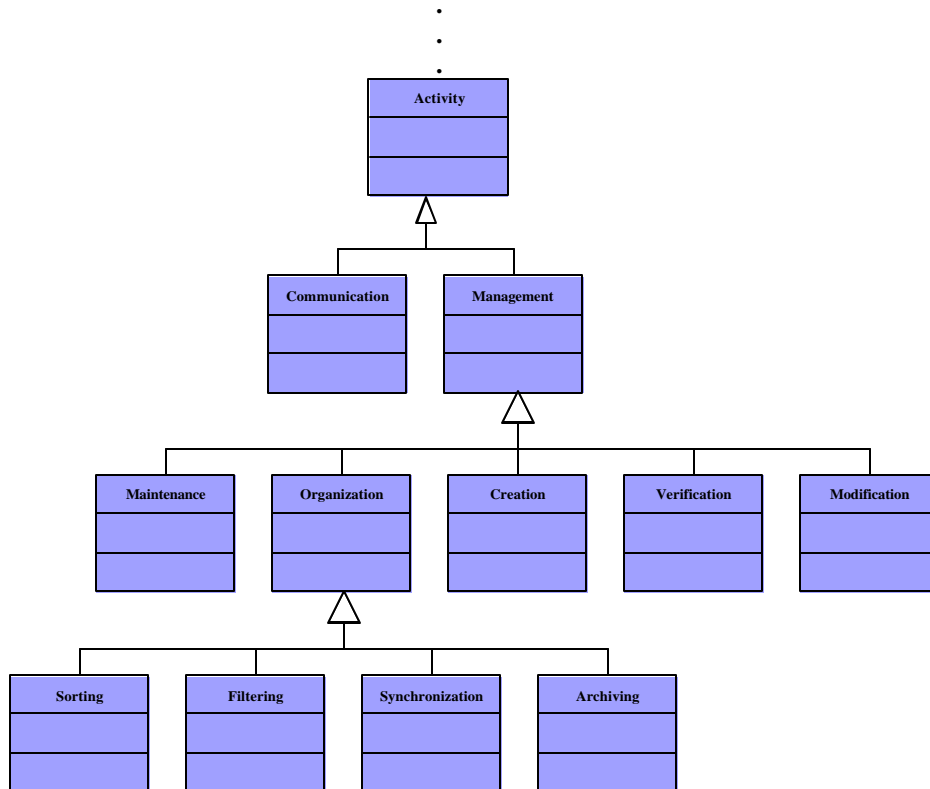 Activity
Communication
Management
Maintenance
Organization
Creation
Verification
Modification
Sorting
Filtering
Synchronization
Archiving